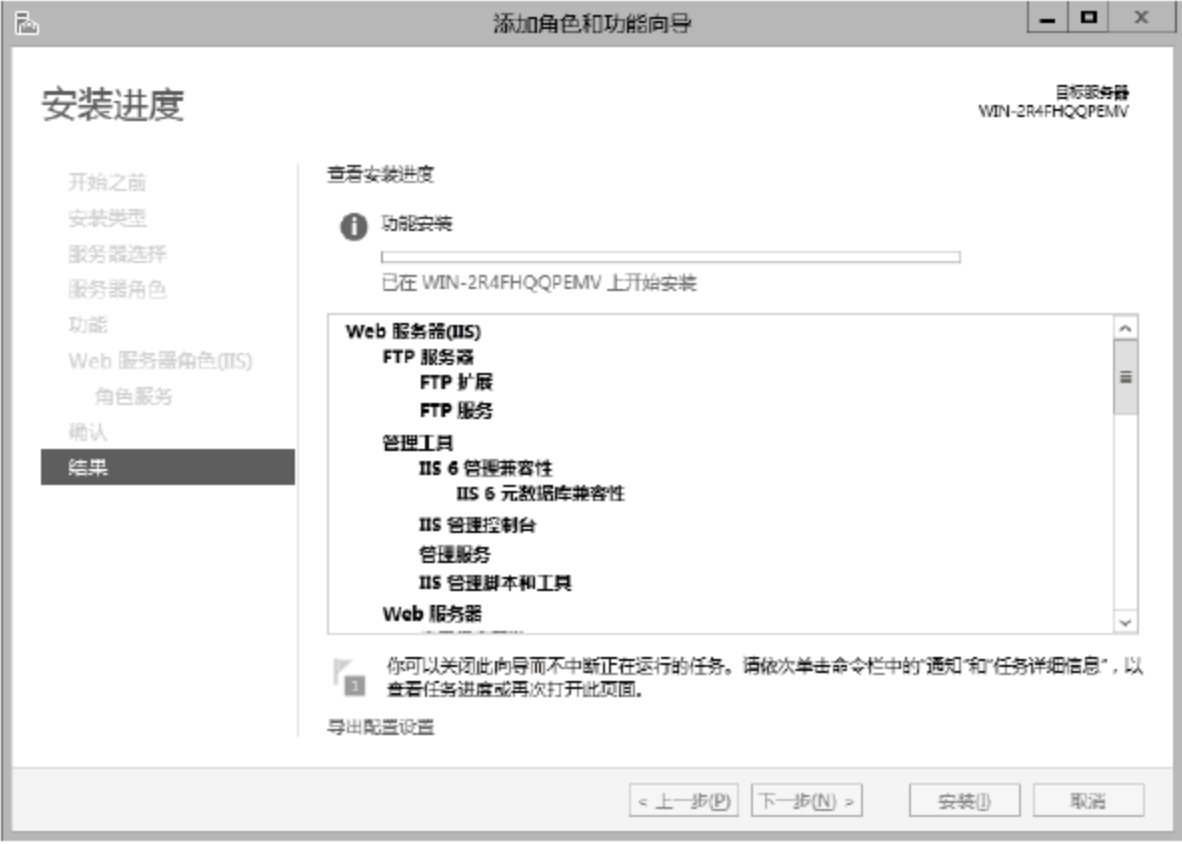 添加角色和功能向导
安装进度
目标服务器
WIN-2R4FHQQPEMV
开始之前
安装类型
服务器选择
服务器角色
功能
Web 服务器角色(IIS)
角色服务
确认
结果
查看安装进度
功能安装
已在 WIN-2R4FHQQPEMV 上开始安装
Web 服务器(IIS)
FTP 服务器
FTP 扩展
FTP 服务
管理工具
IIS 6 管理兼容性
IIS 6 元数据库兼容性
IIS 管理控制台
管理服务
IIS 管理脚本和工具
Web 服务器
你可以关闭此向导而不中断正在运行的任务。请依次单击命令栏中的"通知"和"任务详细信息"，以
查看任务进度或再次打开此页面。
1
导出配置设置
< 上一步(P)
下一步(N) >
安装(I)
取消